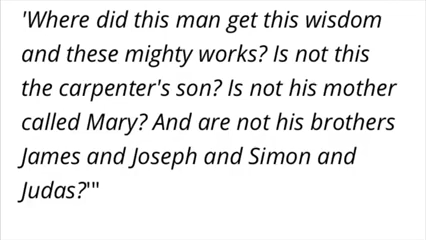 'Where did this man get this wisdom
and these mighty works? Is not this
the carpenter's son? Is not his mother
called Mary? And are not his brothers
James and Joseph and Simon and
Judas?'"